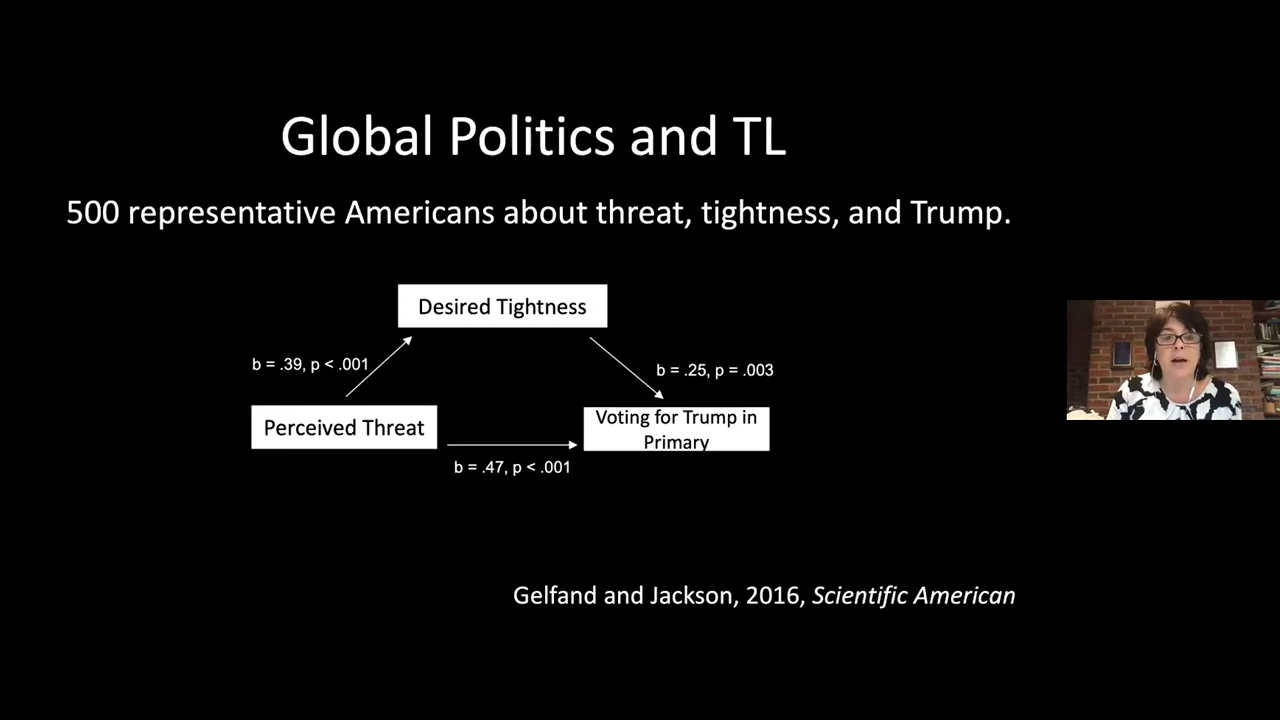 Global Politics and TL
500 representative Americans about threat, tightness, and Trump.
Desired Tightness
b = .39, p < .001
b = .25, p = .003
Perceived Threat
Voting for Trump in
Primary
b = .47, p < .001
Gelfand and Jackson, 2016, Scientific American